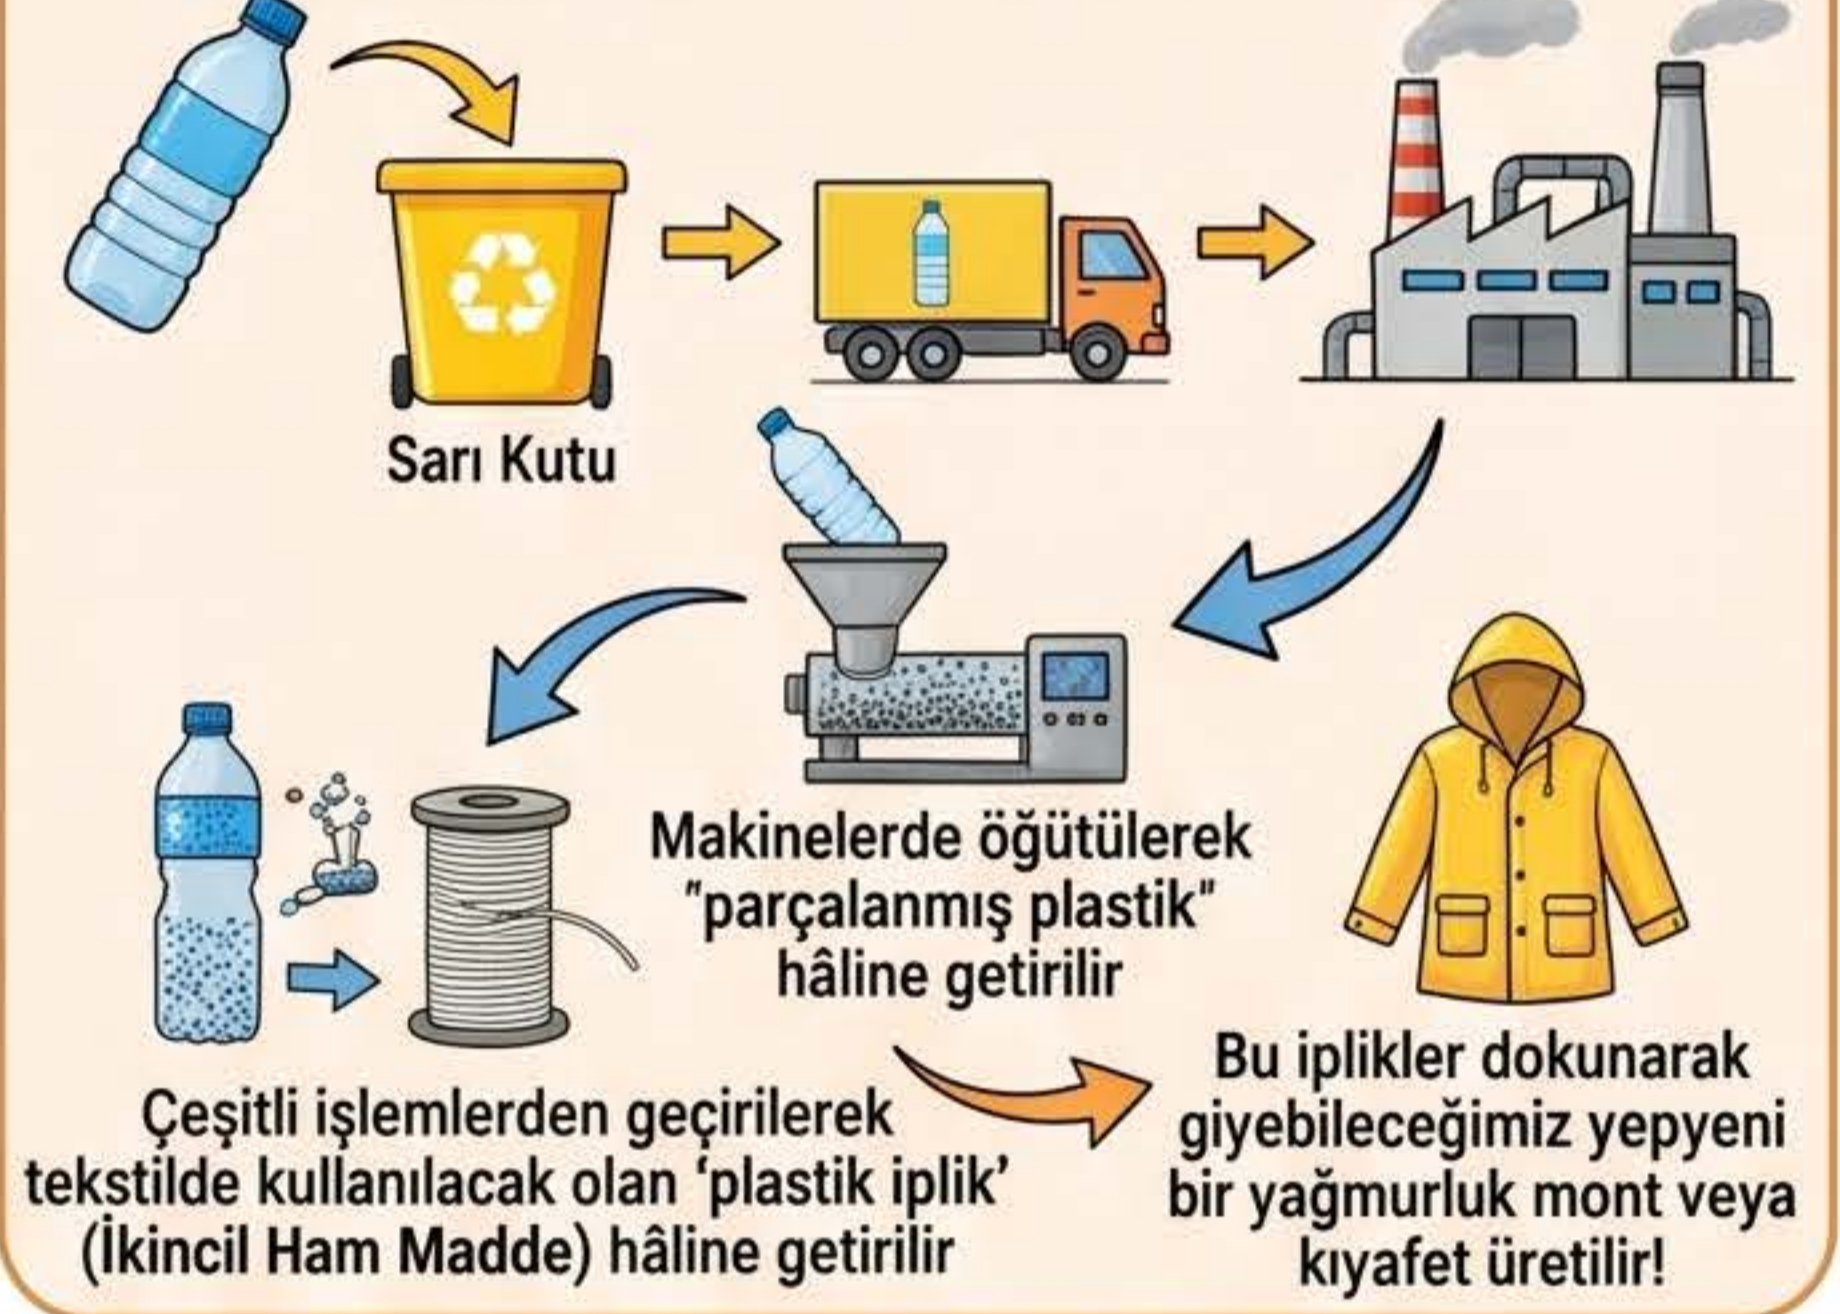 Sarı Kutu
Makinelerde öğütülerek
"parçalanmış plastik"
hâline getirilir
Çeşitli işlemlerden geçirilerek
tekstilde kullanılacak olan ‘plastik iplik’
(İkincil Ham Madde) hâline getirilir
Bu iplikler dokunarak
giyebileceğimiz yepyeni
bir yağmurluk mont veya
kıyafet üretilir!